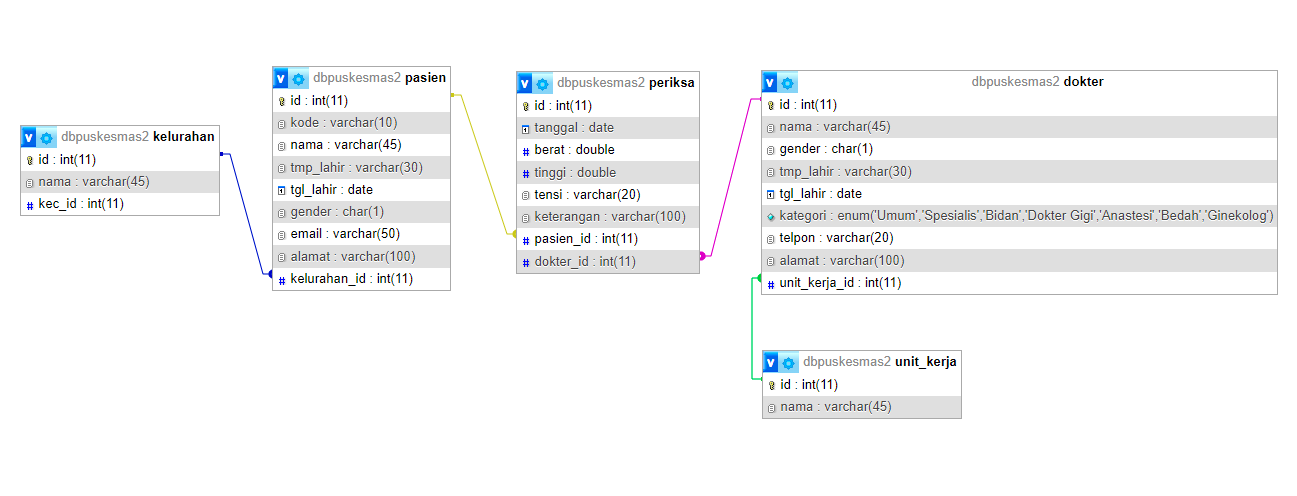 dbpuskesmas2 kelurahan
id : int(11)
nama : varchar(45)
# kec_id : int(11)
dbpuskesmas2 pasien
id : int(11)
kode : varchar(10)
nama : varchar(45)
tmp_lahir : varchar(30)
tgl_lahir : date
gender : char(1)
email : varchar(50)
alamat : varchar(100)
# kelurahan_id : int(11)
dbpuskesmas2 periksa
id : int(11)
tanggal : date
# berat : double
# tinggi : double
tensi : varchar(20)
keterangan : varchar(100)
# pasien_id : int(11)
# dokter_id : int(11)
dbpuskesmas2 dokter
id : int(11)
nama : varchar(45)
gender : char(1)
tmp_lahir : varchar(30)
tgl_lahir : date
kategori : enum('Umum','Spesialis','Bidan','Dokter Gigi','Anastesi','Bedah','Ginekolog')
telpon : varchar(20)
alamat : varchar(100)
# unit_kerja_id : int(11)
dbpuskesmas2 unit_kerja
id : int(11)
nama : varchar(45)